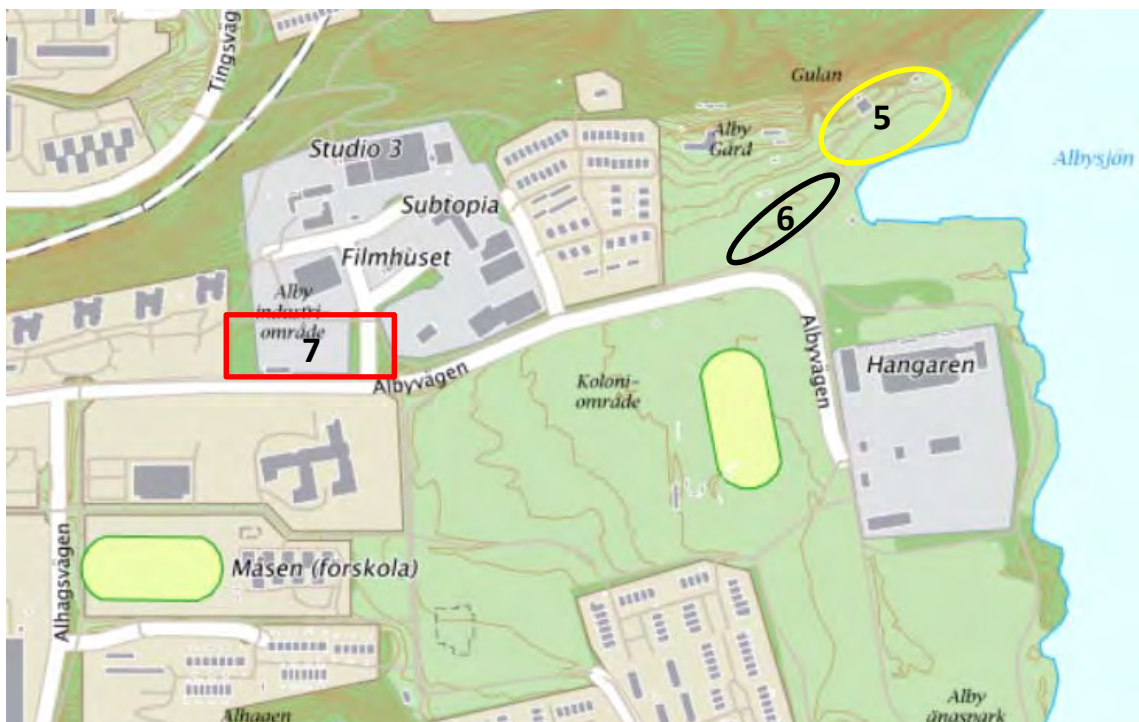 Tingsväg
Gulan
5
Studio 3
Alby
Gård
Albysjön
Subtopia
6
Filmhuset
Alby
industri-
område
7
Albyvägen
Albyvägen
Hangaren
Koloni-
område
Alhagsvägen
Måsen (förskola)
Alhagen
Alby
ängspark